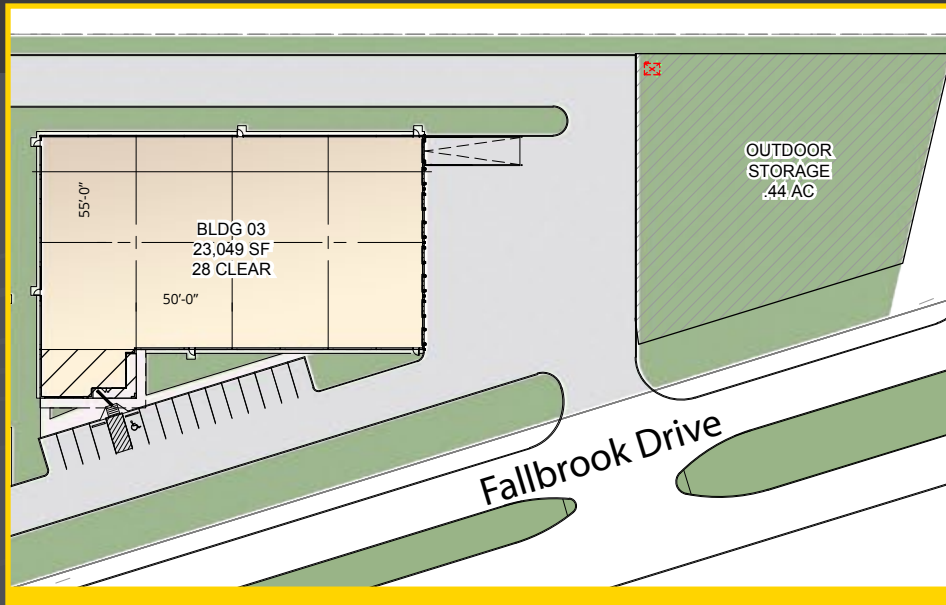 OUTDOOR
STORAGE
.44 AC
55'-0"
BLDG 03
23,049 SF
28 CLEAR
50'-0"
Fallbrook Drive